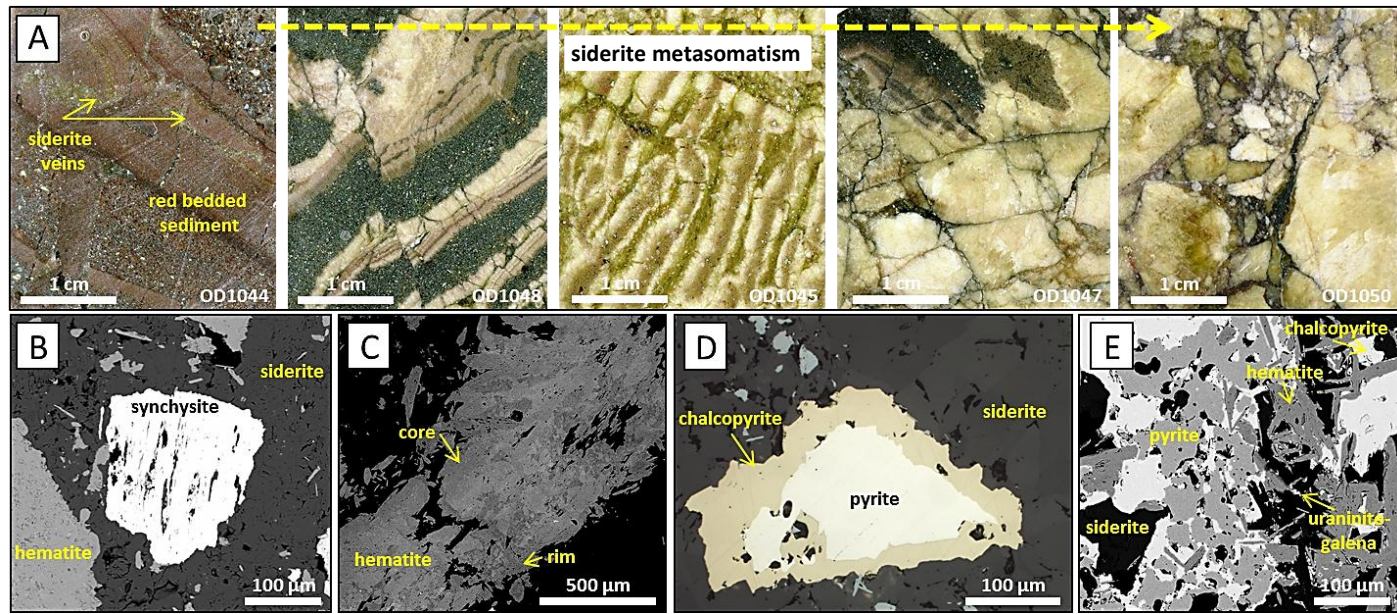 A
siderite metasomatism
siderite
veins
red bedded
sediment
1 cm
OD1044
1 cm
OD1048
1 cm
OD1045
1 cm
OD1047
1 cm
OD1050
B
siderite
synchysite
hematite
100 µm
C
core
hematite
rim
500 µm
D
chalcopyrite
siderite
pyrite
100 µm
E
chalcopyrite
hematite
pyrite
siderite
uraninite-
galena
100 µm